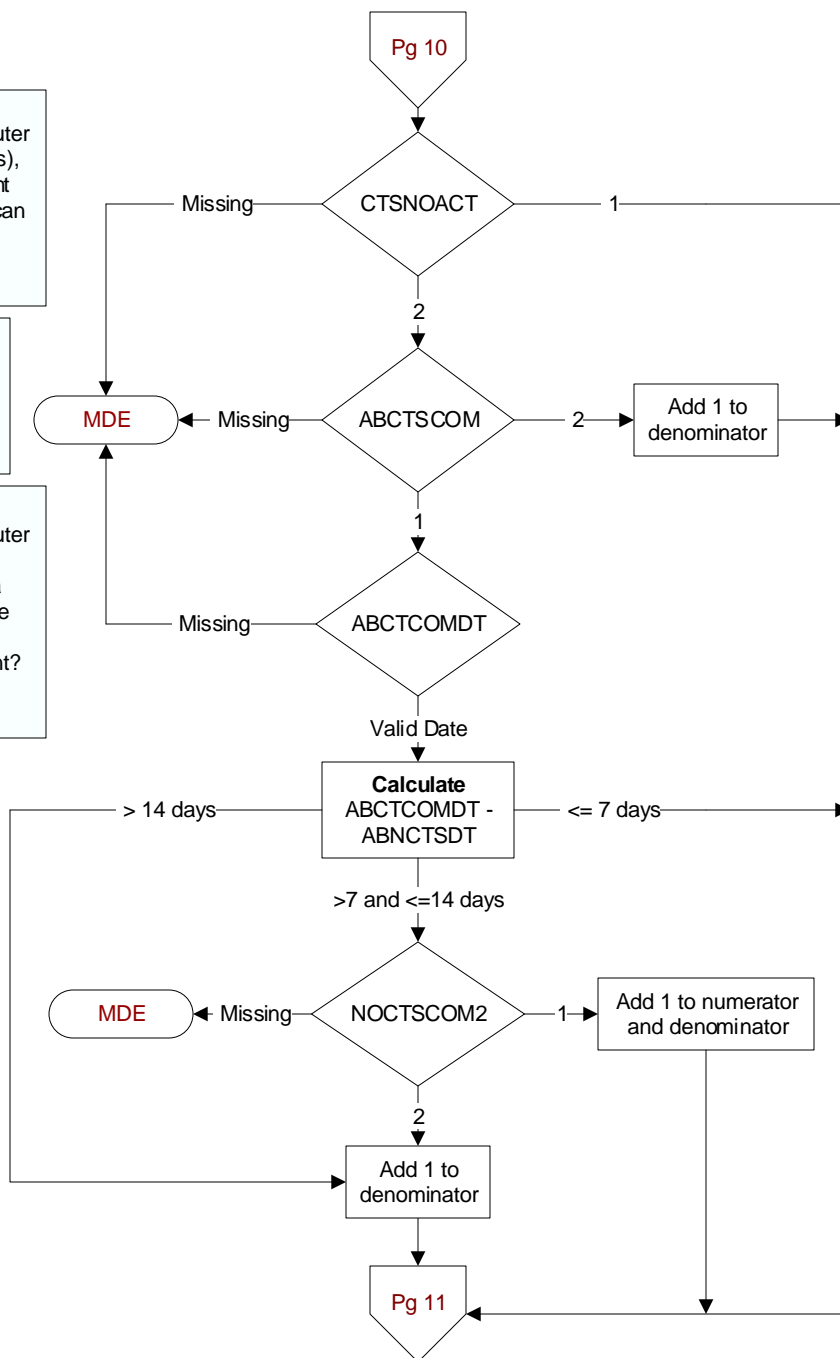 Pg 10
uter
s),
nt
can
CTSNOACT
Missing
1
2
MDE
Missing
ABCTSCOM
2
Add 1 to
denominator
1
uter
e
nt?
Missing
ABCTCOMDT
Valid Date
Calculate
ABCTCOMDT -
ABNCTSDT
> 14 days
<= 7 days
>7 and <=14 days
MDE
Missing
NOCTSCOM2
1
Add 1 to numerator
and denominator
2
Add 1 to
denominator
Pg 11